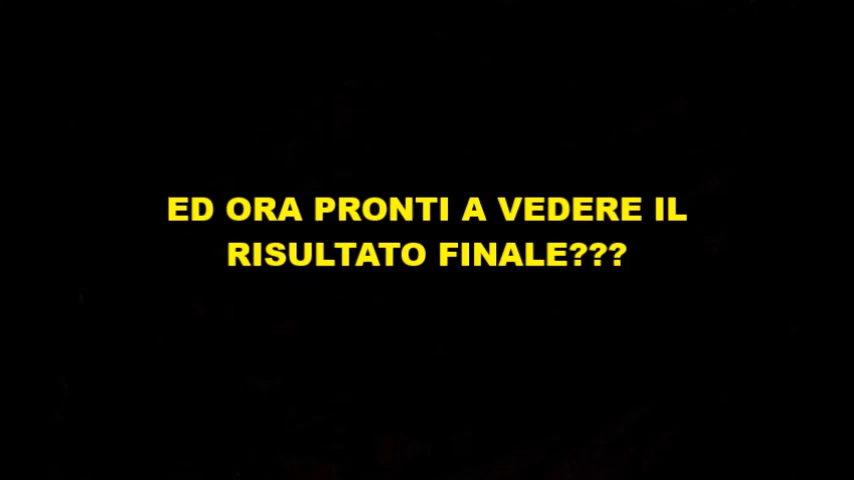 ED ORA PRONTI A VEDERE IL
RISULTATO FINALE???